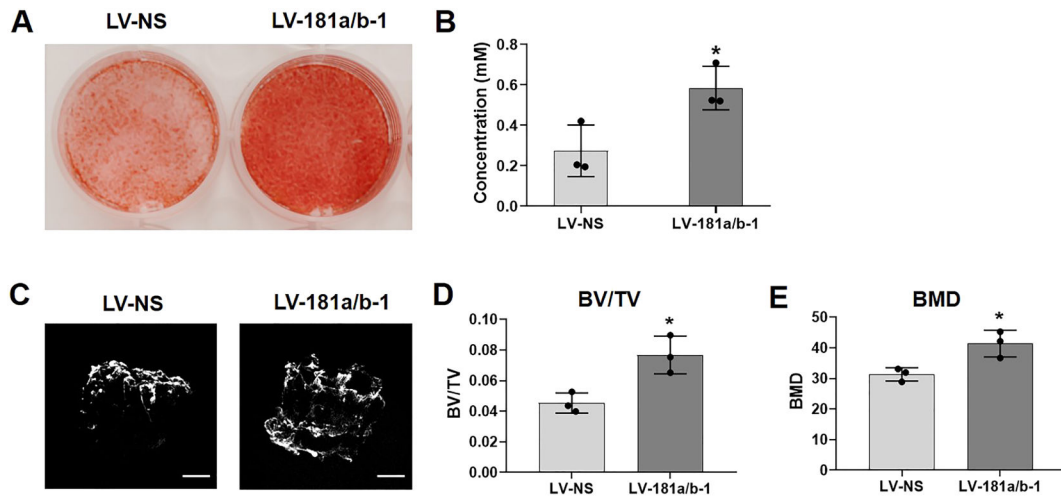 A
LV-NS LV-181a/b-1
B
Concentration (mM)
0.8
0.6
0.4
0.2
0.0
*
LV-NS LV-181a/b-1
C
LV-NS LV-181a/b-1
D
BV/TV
BV/TV
0.10
0.08
0.06
0.04
0.02
0.00
*
LV-NS LV-181a/b-1
E
BMD
BMD
50
40
30
20
10
0
*
LV-NS LV-181a/b-1